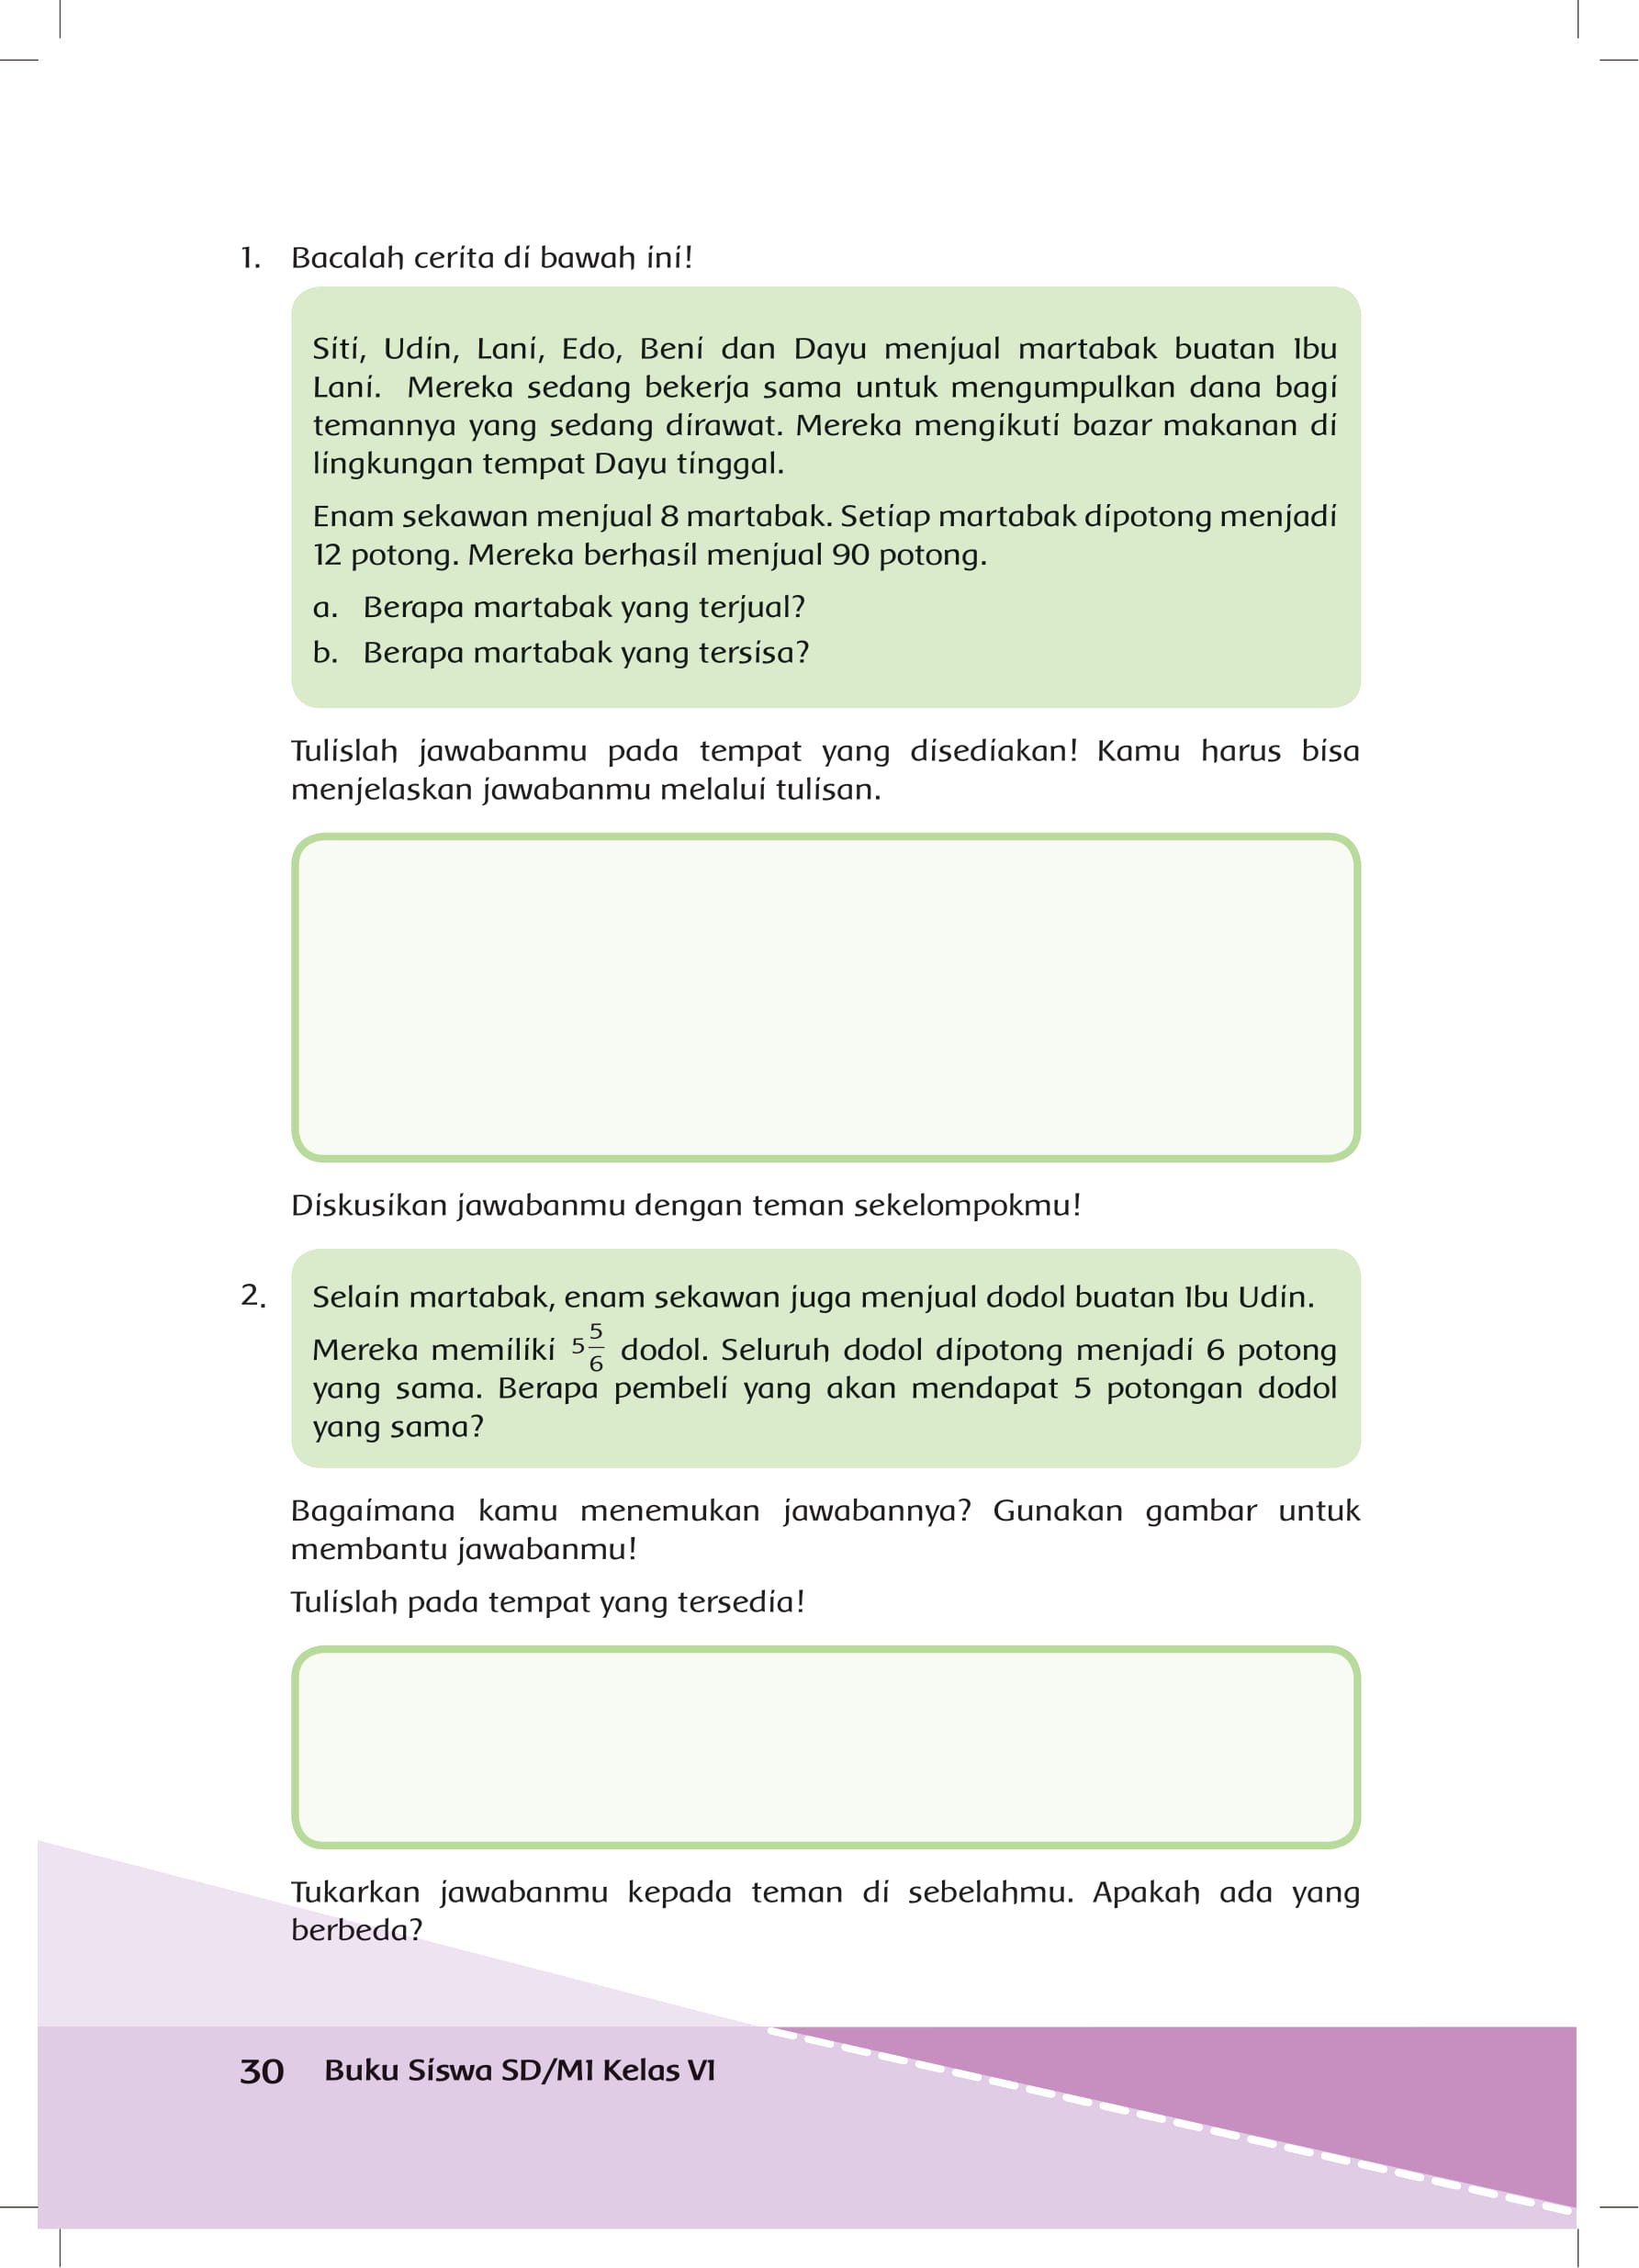 1. Bacalah cerita di bawah ini!
Siti, Udin, Lani, Edo, Beni dan Dayu menjual martabak buatan Ibu
Lani. Mereka sedang bekerja sama untuk mengumpulkan dana bagi
temannya yang sedang dirawat. Mereka mengikuti bazar makanan di
lingkungan tempat Dayu tinggal.
Enam sekawan menjual 8 martabak. Setiap martabak dipotong menjadi
12 potong. Mereka berhasil menjual 90 potong.
a. Berapa martabak yang terjual?
b. Berapa martabak yang tersisa?
Tulislah jawabanmu pada tempat yang disediakan! Kamu harus bisa
menjelaskan jawabanmu melalui tulisan.
Diskusikan jawabanmu dengan teman sekelompokmu!
2. Selain martabak, enam sekawan juga menjual dodol buatan Ibu Udin.
Mereka memiliki 5 5/6 dodol. Seluruh dodol dipotong menjadi 6 potong
yang sama. Berapa pembeli yang akan mendapat 5 potongan dodol
yang sama?
Bagaimana kamu menemukan jawabannya? Gunakan gambar untuk
membantu jawabanmu!
Tulislah pada tempat yang tersedia!
Tukarkan jawabanmu kepada teman di sebelahmu. Apakah ada yang
berbeda?
30 Buku Siswa SD/MI Kelas VI